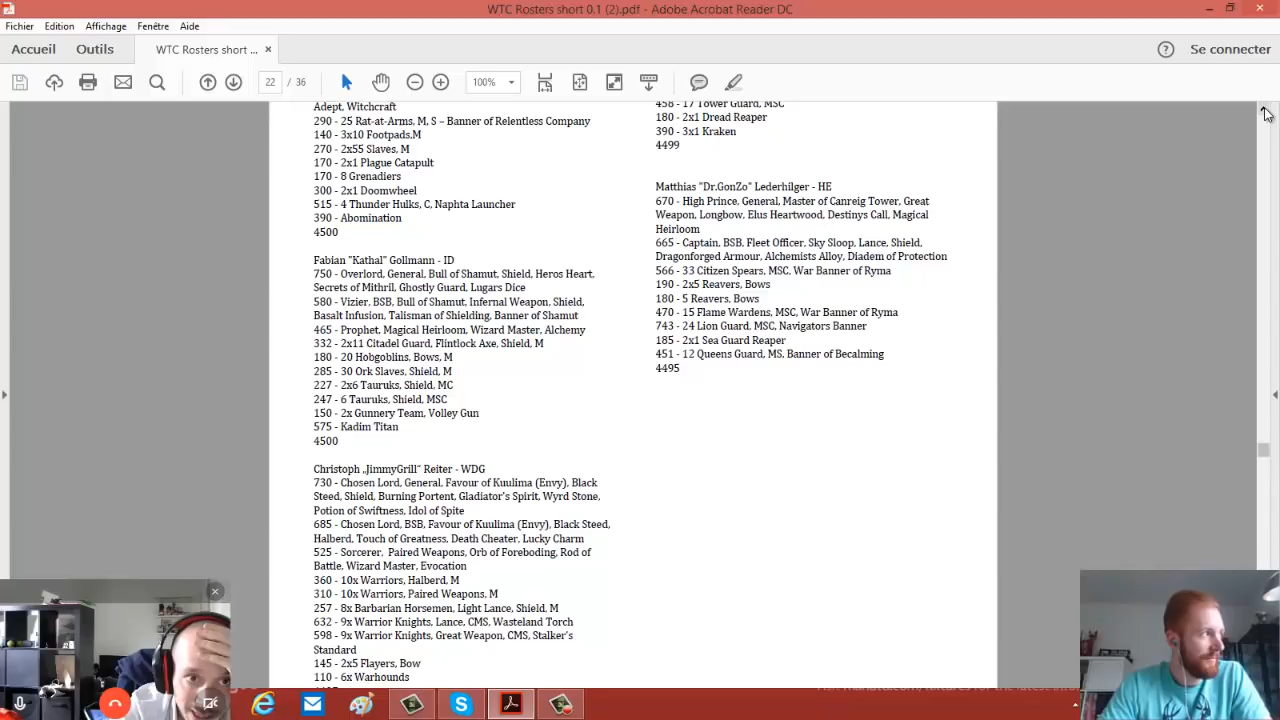 WTC Rosters short 0.1 (2).pdf - Adobe Acrobat Reader DC
Fichier Edition Affichage Fenêtre Aide
Accueil Outils WTC Rosters short ... × Se connecter
22 / 36 100%
Adept, Witchcraft
290 - 25 Rat-at-Arms, M, S – Banner of Relentless Company
140 - 3x10 Footpads.M
270 - 2x55 Slaves, M
170 - 2x1 Plague Catapult
170 - 8 Grenadiers
300 - 2x1 Doomwheel
515 - 4 Thunder Hulks, C, Naphta Launcher
390 - Abomination
4500
Fabian "Kathal" Gollmann - ID
750 - Overlord, General, Bull of Shamut, Shield, Heros Heart,
Secrets of Mithril, Ghostly Guard, Lugars Dice
580 - Vizier, BSB, Bull of Shamut, Infernal Weapon, Shield,
Basalt Infusion, Talisman of Shielding, Banner of Shamut
465 - Prophet, Magical Heirloom, Wizard Master, Alchemy
332 - 2x11 Citadel Guard, Flintlock Axe, Shield, M
180 - 20 Hobgoblins, Bows, M
285 - 30 Ork Slaves, Shield, M
227 - 2x6 Tauruks, Shield, MC
247 - 6 Tauruks, Shield, MSC
150 - 2x Gunnery Team, Volley Gun
575 - Kadim Titan
4500
Christoph „JimmyGrill" Reiter - WDG
730 - Chosen Lord, General, Favour of Kuulima (Envy), Black
Steed, Shield, Burning Portent, Gladiator's Spirit, Wyrd Stone,
Potion of Swiftness, Idol of Spite
685 - Chosen Lord, BSB, Favour of Kuulima (Envy), Black Steed,
Halberd, Touch of Greatness, Death Cheater, Lucky Charm
525 - Sorcerer, Paired Weapons, Orb of Foreboding, Rod of
Battle, Wizard Master, Evocation
360 - 10x Warriors, Halberd, M
310 - 10x Warriors, Paired Weapons, M
257 - 8x Barbarian Horsemen, Light Lance, Shield, M
632 - 9x Warrior Knights, Lance, CMS, Wasteland Torch
598 - 9x Warrior Knights, Great Weapon, CMS, Stalker's
Standard
145 - 2x5 Flayers, Bow
110 - 6x Warhounds
458 - 17 Tower Guard, MSC
180 - 2x1 Dread Reaper
390 - 3x1 Kraken
4499
Matthias "Dr.GonZo" Lederhilger - HE
670 - High Prince, General, Master of Canreig Tower, Great
Weapon, Longbow, Elus Heartwood, Destinys Call, Magical
Heirloom
665 - Captain, BSB, Fleet Officer, Sky Sloop, Lance, Shield,
Dragonforged Armour, Alchemists Alloy, Diadem of Protection
566 - 33 Citizen Spears, MSC, War Banner of Ryma
190 - 2x5 Reavers, Bows
180 - 5 Reavers, Bows
470 - 15 Flame Wardens, MSC, War Banner of Ryma
743 - 24 Lion Guard, MSC, Navigators Banner
185 - 2x1 Sea Guard Reaper
451 - 12 Queens Guard, MS, Banner of Becalming
4495